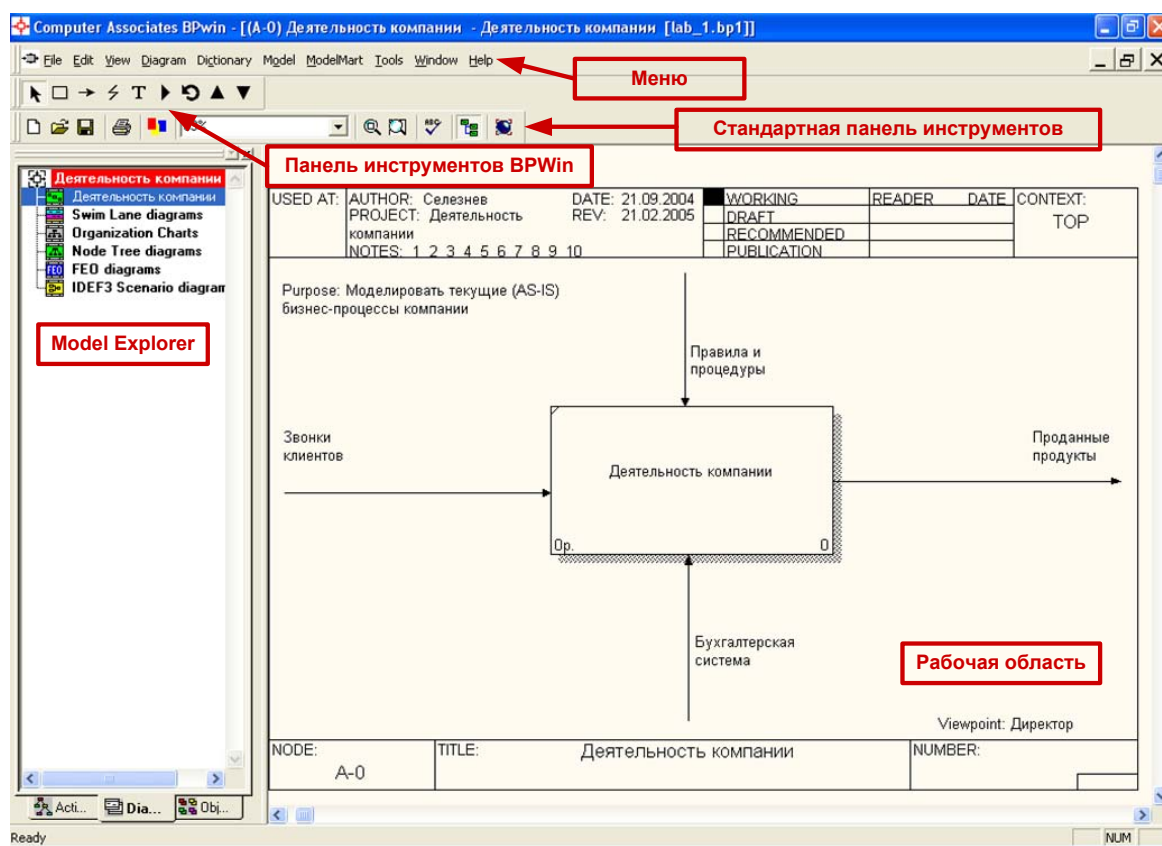 Computer Associates BPwin - [(A-0) Деятельность компании - Деятельность компании [lab_1.bp1]]
File Edit View Diagram Dictionary Model ModelMart Tools Window Help
Меню
T
Стандартная панель инструментов
Панель инструментов BPWin
Деятельность компании
Деятельность компании
Swim Lane diagrams
Organization Charts
Node Tree diagrams
FEO diagrams
IDEF3 Scenario diagram
Model Explorer
USED AT: AUTHOR: Селезнев DATE: 21.09.2004 WORKING READER DATE CONTEXT:
PROJECT: Деятельность REV: 21.02.2005 DRAFT TOP
компании RECOMMENDED
NOTES: 1 2 3 4 5 6 7 8 9 10 PUBLICATION
Purpose: Моделировать текущие (AS-IS)
бизнес-процессы компании
Правила и
процедуры
Звонки
клиентов
Деятельность компании
0р. 0
Проданные
продукты
Бухгалтерская
система
Рабочая область
Viewpoint: Директор
NODE: TITLE: Деятельность компании NUMBER:
A-0
Acti... Dia... Obj...
Ready NUM